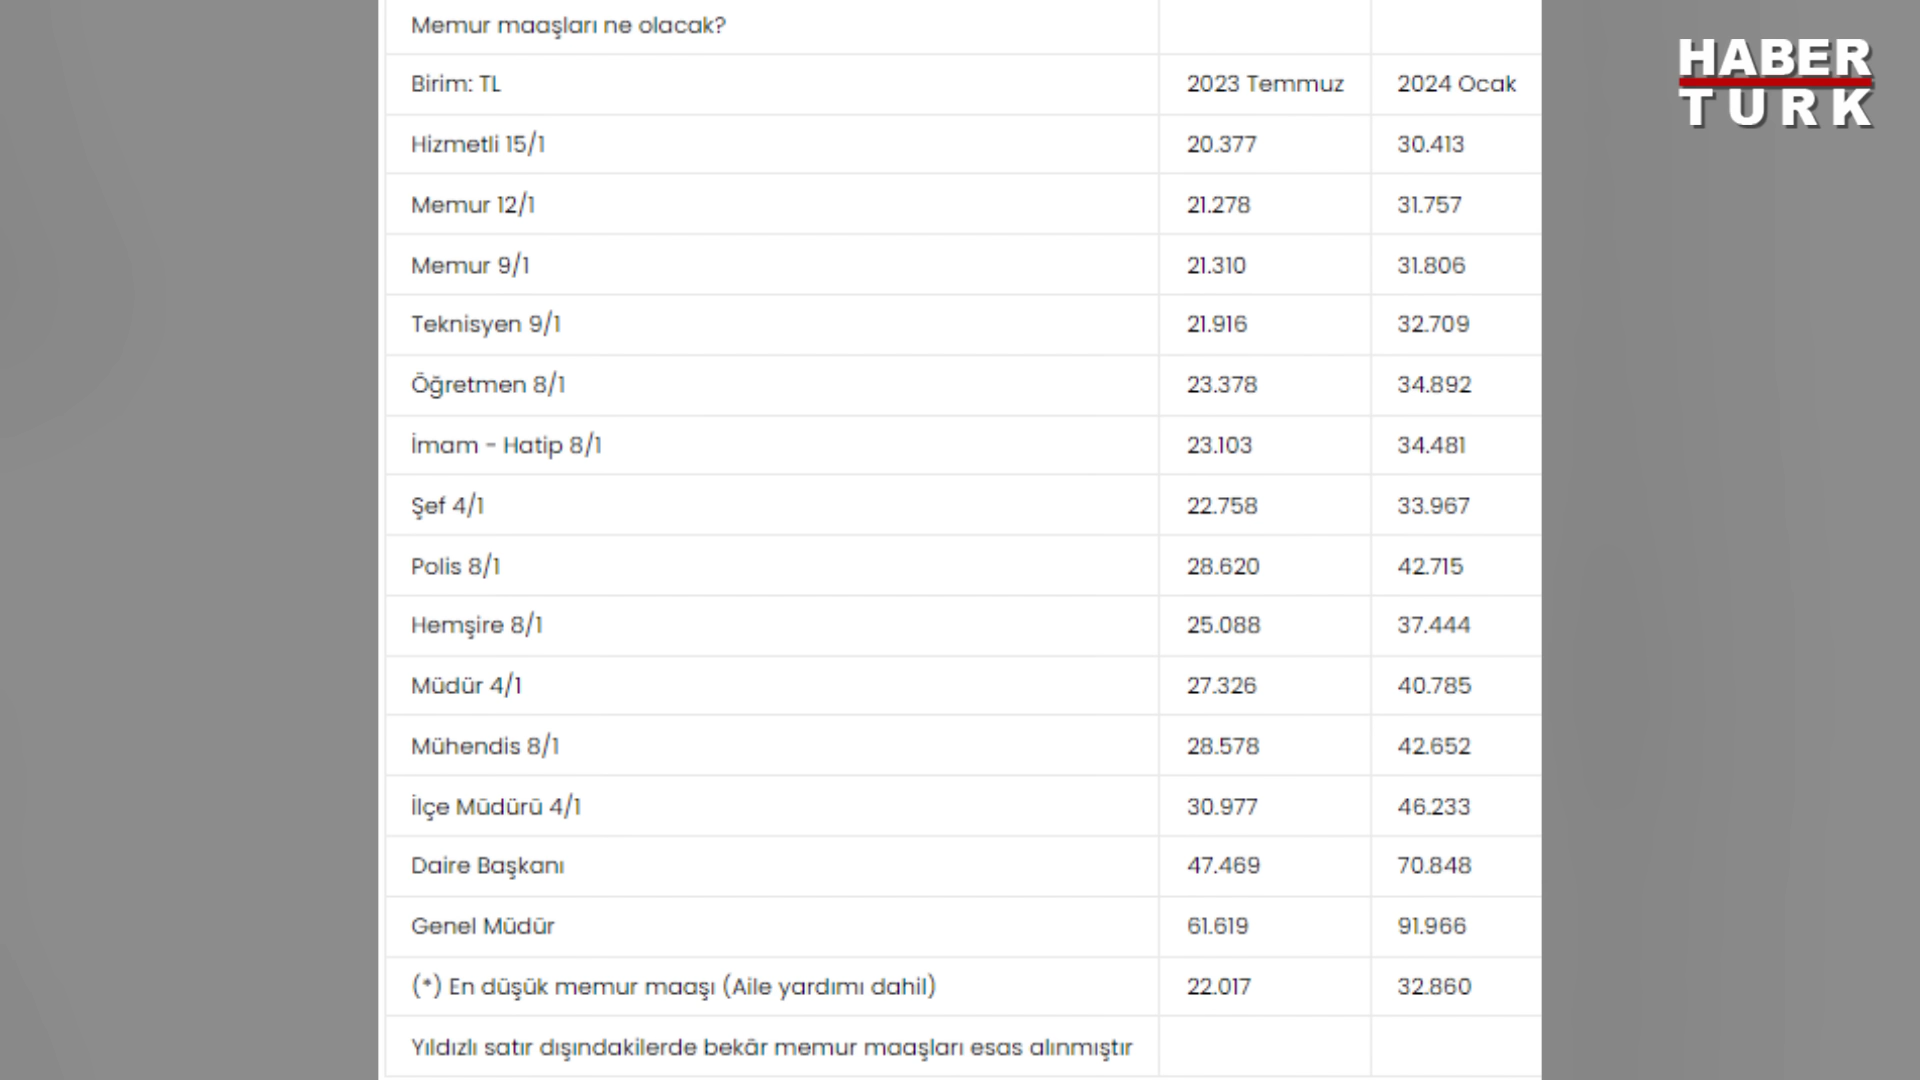 Memur maaşları ne olacak?
Birim: TL 2023 Temmuz 2024 Ocak
Hizmetli 15/1 20.377 30.413
Memur 12/1 21.278 31.757
Memur 9/1 21.310 31.806
Teknisyen 9/1 21.916 32.709
Öğretmen 8/1 23.378 34.892
İmam - Hatip 8/1 23.103 34.481
Şef 4/1 22.758 33.967
Polis 8/1 28.620 42.715
Hemşire 8/1 25.088 37.444
Müdür 4/1 27.326 40.785
Mühendis 8/1 28.578 42.652
İlçe Müdürü 4/1 30.977 46.233
Daire Başkanı 47.469 70.848
Genel Müdür 61.619 91.966
(*) En düşük memur maaşı (Aile yardımı dahil) 22.017 32.860
Yıldızlı satır dışındakilerde bekâr memur maaşları esas alınmıştır
HABER
TURK